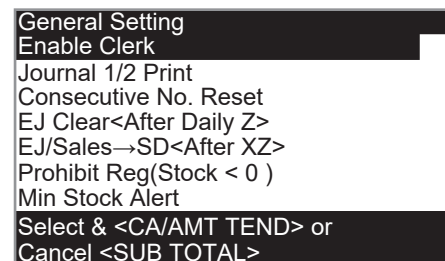 General Setting
Enable Clerk
Journal 1/2 Print
Consecutive No. Reset
EJ Clear<After Daily Z>
EJ/Sales→SD<After XZ>
Prohibit Reg(Stock < 0 )
Min Stock Alert
Select & <CA/AMT TEND> or
Cancel <SUB TOTAL>